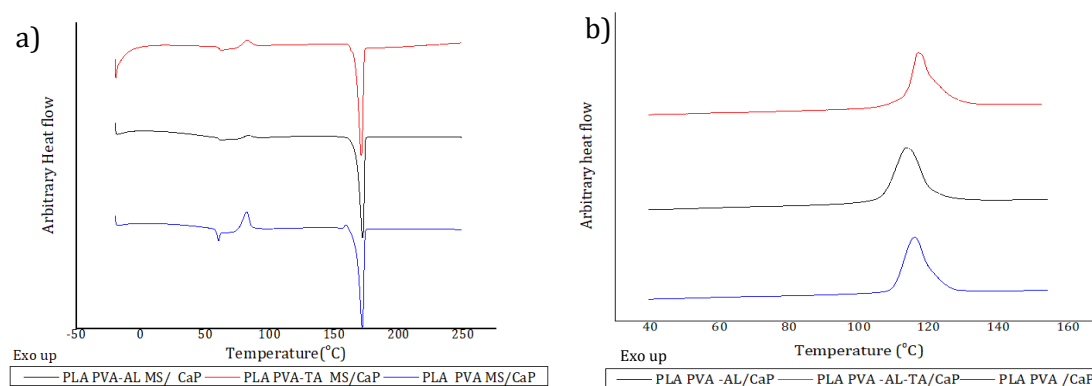 a)
Arbitrary Heat flow
-50 0 50 100 150 200 250
Temperature(°C)
Exo up
PLA PVA-AL MS/ CaP PLA PVA-TA MS/CaP PLA PVA MS/CaP
b)
Arbitrary heat flow
40 60 80 100 120 140 160
Temperature (°C)
Exo up
PLA PVA -AL/CaP PLA PVA -AL-TA/CaP PLA PVA /CaP